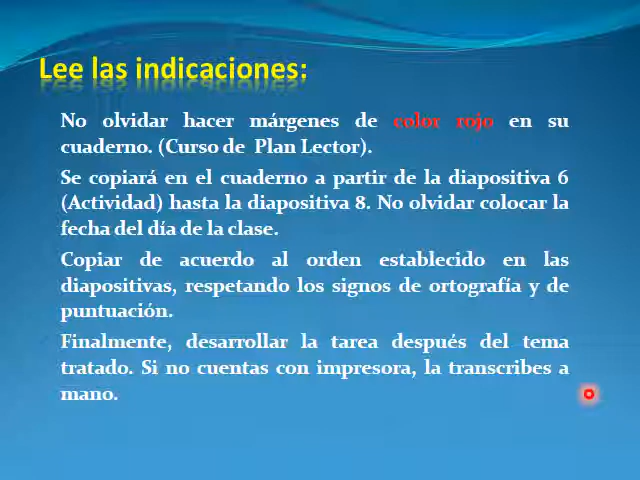 Lee las indicaciones:
No olvidar hacer márgenes de color rojo en su
cuaderno. (Curso de Plan Lector).
Se copiará en el cuaderno a partir de la diapositiva 6
(Actividad) hasta la diapositiva 8. No olvidar colocar la
fecha del día de la clase.
Copiar de acuerdo al orden establecido en las
diapositivas, respetando los signos de ortografía y de
puntuación.
Finalmente, desarrollar la tarea después del tema
tratado. Si no cuentas con impresora, la transcribes a
mano.